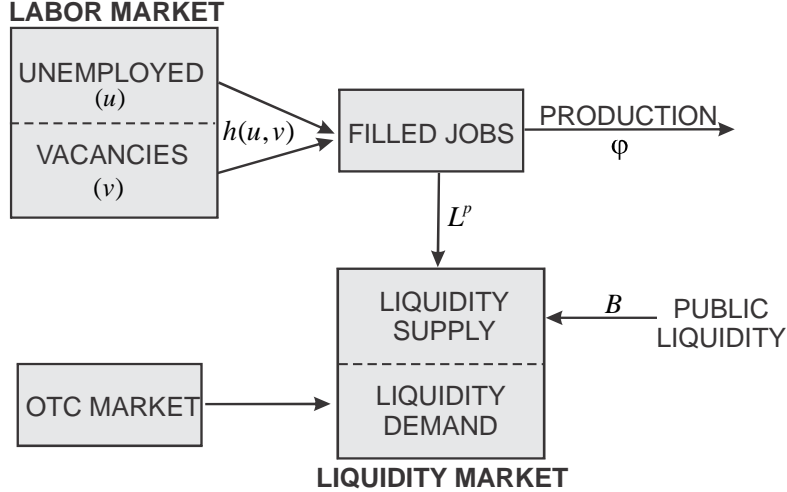 LABOR MARKET
UNEMPLOYED
(u)
VACANCIES
(v)
h(u,v)
FILLED JOBS
PRODUCTION
φ
L^p
LIQUIDITY
SUPPLY
B
PUBLIC
LIQUIDITY
OTC MARKET
LIQUIDITY
DEMAND
LIQUIDITY MARKET